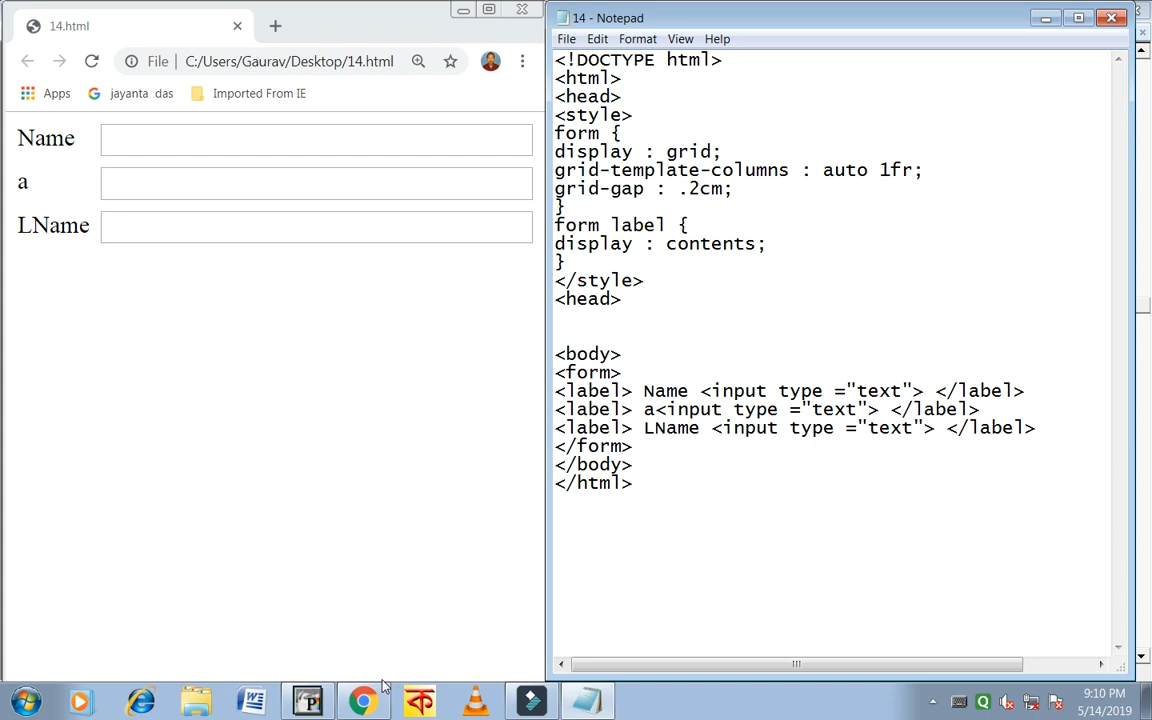 14.html
File
C:/Users/Gaurav/Desktop/14.html
Apps
jayanta das
Imported From IE
Name
a
LName
14 - Notepad
File Edit Format View Help
<!DOCTYPE html>
<html>
<head>
<style>
form {
display : grid;
grid-template-columns : auto 1fr;
grid-gap : .2cm;
}
form label {
display : contents;
}
</style>
<head>
<body>
<form>
<label> Name <input type ="text"> </label>
<label> a<input type ="text"> </label>
<label> LName <input type ="text"> </label>
</form>
</body>
</html>
9:10 PM
5/14/2019